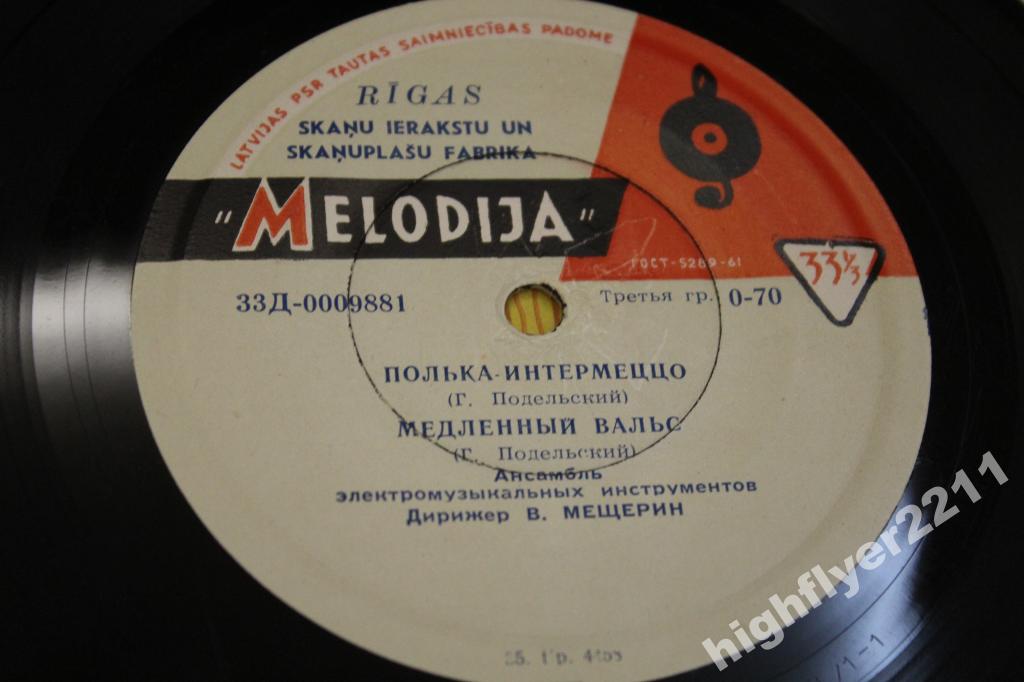 LATVIJAS PSR TAUTAS SAIMNIECĪBAS PADOME
RĪGAS
SKAŅU IERAKSTU UN
SKAŅUPLAŠU FABRIKA
"MELODIJA"
ГОСТ-5289-61
33⅓
33Д-0009881
Третья гр. 0-70
ПОЛЬКА-ИНТЕРМЕЦЦО
(Г. Подельский)
МЕДЛЕННЫЙ ВАЛЬС
(Г. Подельский)
Ансамбль
электромузыкальных инструментов
Дирижер В. МЕЩЕРИН
highflyer2211